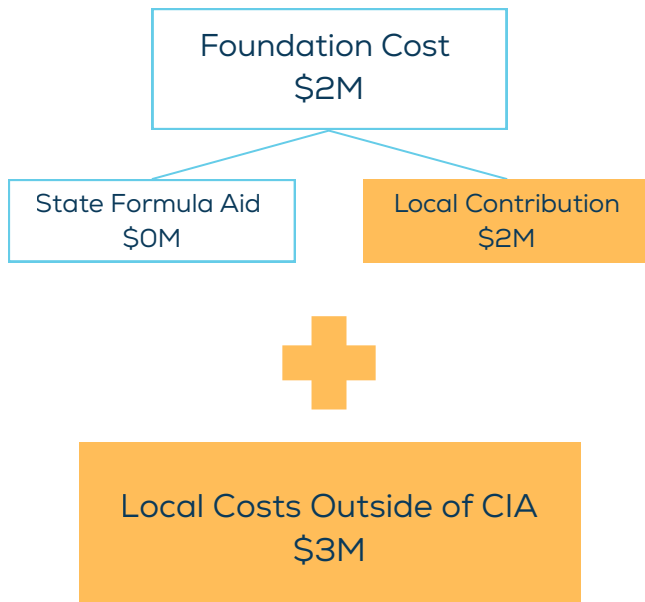 Foundation Cost
$2M
State Formula Aid
$0M
Local Contribution
$2M
Local Costs Outside of CIA
$3M